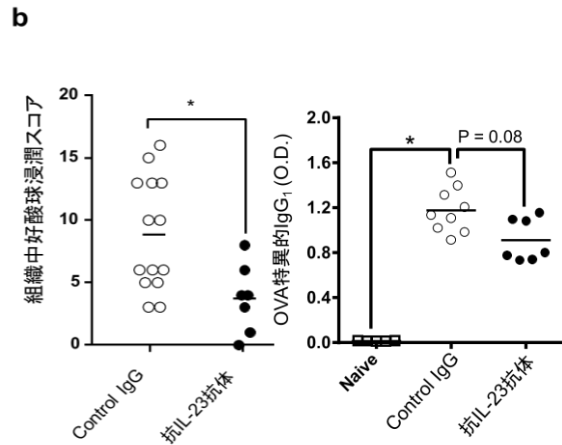 b
組織中好酸球浸潤スコア
20
15
10
5
0
*
Control IgG
抗IL-23抗体
OVA特異的IgG1 (O.D.)
2.0
1.6
1.2
0.8
0.4
0.0
*
P = 0.08
Naive
Control IgG
抗IL-23抗体